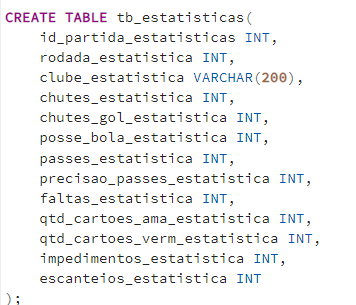 CREATE TABLE tb_estatisticas(
id_partida_estatisticas INT,
rodada_estatistica INT,
clube_estatistica VARCHAR(200),
chutes_estatistica INT,
chutes_gol_estatistica INT,
posse_bola_estatistica INT,
passes_estatistica INT,
precisao_passes_estatistica INT,
faltas_estatistica INT,
qtd_cartoes_ama_estatistica INT,
qtd_cartoes_verm_estatistica INT,
impedimentos_estatistica INT,
escanteios_estatistica INT
);